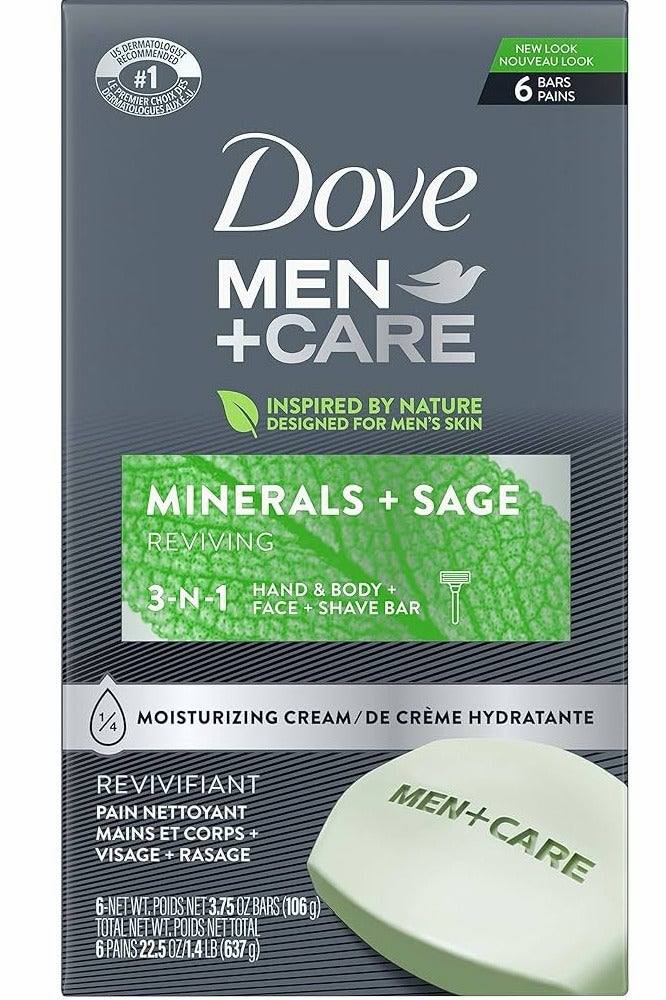 US DERMATOLOGIST
RECOMMENDED
#1
LE PREMIER CHOIX DES
DERMATOLOGUES AUX É.-U.
NEW LOOK
NOUVEAU LOOK
6 BARS
PAINS
Dove
MEN
+CARE
INSPIRED BY NATURE
DESIGNED FOR MEN'S SKIN
MINERALS + SAGE
REVIVING
3-N-1 HAND & BODY +
FACE + SHAVE BAR
1/4 MOISTURIZING CREAM/DE CRÈME HYDRATANTE
REVIVIFIANT
PAIN NETTOYANT
MAINS ET CORPS +
VISAGE + RASAGE
MEN+CARE
6-NET WT. POIDS NET 3.75 OZ BARS (106 g)
TOTAL NET WT. POIDS NET TOTAL
6 PAINS 22.5 OZ/1.4 LB (637g)